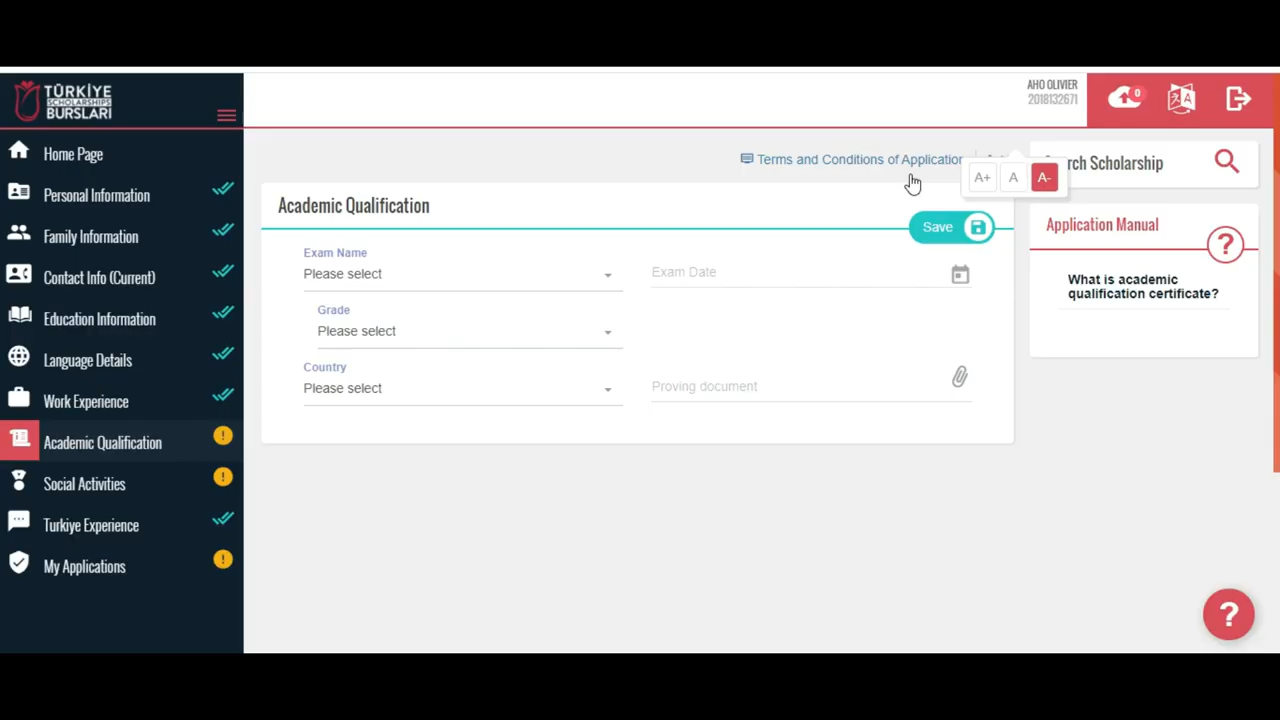 TÜRKİYE
SCHOLARSHIPS
BURSLARI
AHO OLIVIER
2018132671
0
A
Home Page
Personal Information
Family Information
Contact Info (Current)
Education Information
Language Details
Work Experience
Academic Qualification
Social Activities
Turkiye Experience
My Applications
Terms and Conditions of Application
A+
A
A-
rch Scholarship
Academic Qualification
Save
Exam Name
Please select
Exam Date
Grade
Please select
Country
Please select
Proving document
Application Manual
?
What is academic
qualification certificate?
?